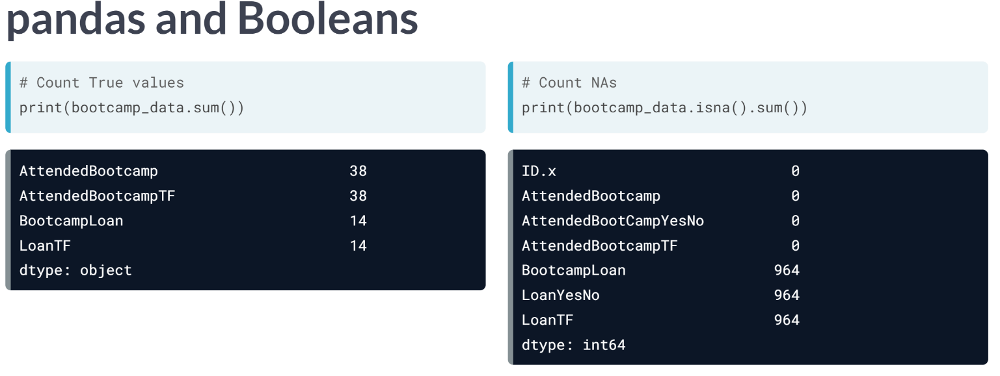 pandas and Booleans
# Count True values
print(bootcamp_data.sum())
AttendedBootcamp 38
AttendedBootcampTF 38
BootcampLoan 14
LoanTF 14
dtype: object
# Count NAs
print(bootcamp_data.isna().sum())
ID.x 0
AttendedBootcamp 0
AttendedBootCampYesNo 0
AttendedBootcampTF 0
BootcampLoan 964
LoanYesNo 964
LoanTF 964
dtype: int64